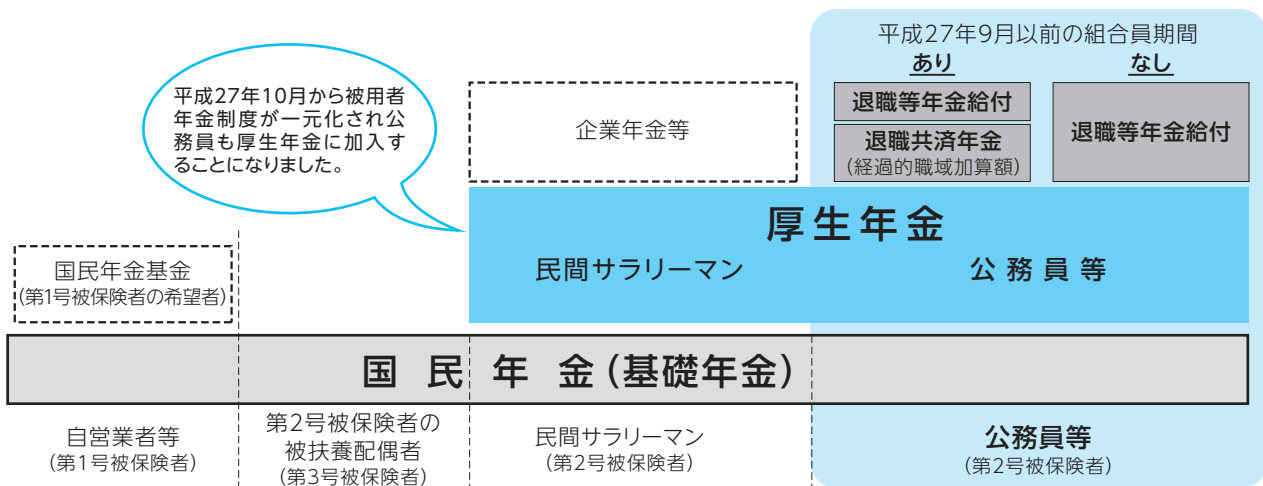 平成27年9月以前の組合員期間
あり
なし
平成27年10月から被用者
年金制度が一元化され公
務員も厚生年金に加入す
ることになりました。
企業年金等
退職等年金給付
退職共済年金
(経過的職域加算額)
退職等年金給付
厚生年金
民間サラリーマン
公務員等
国民年金基金
(第1号被保険者の希望者)
国民年金(基礎年金)
自営業者等
(第1号被保険者)
第2号被保険者の
被扶養配偶者
(第3号被保険者)
民間サラリーマン
(第2号被保険者)
公務員等
(第2号被保険者)